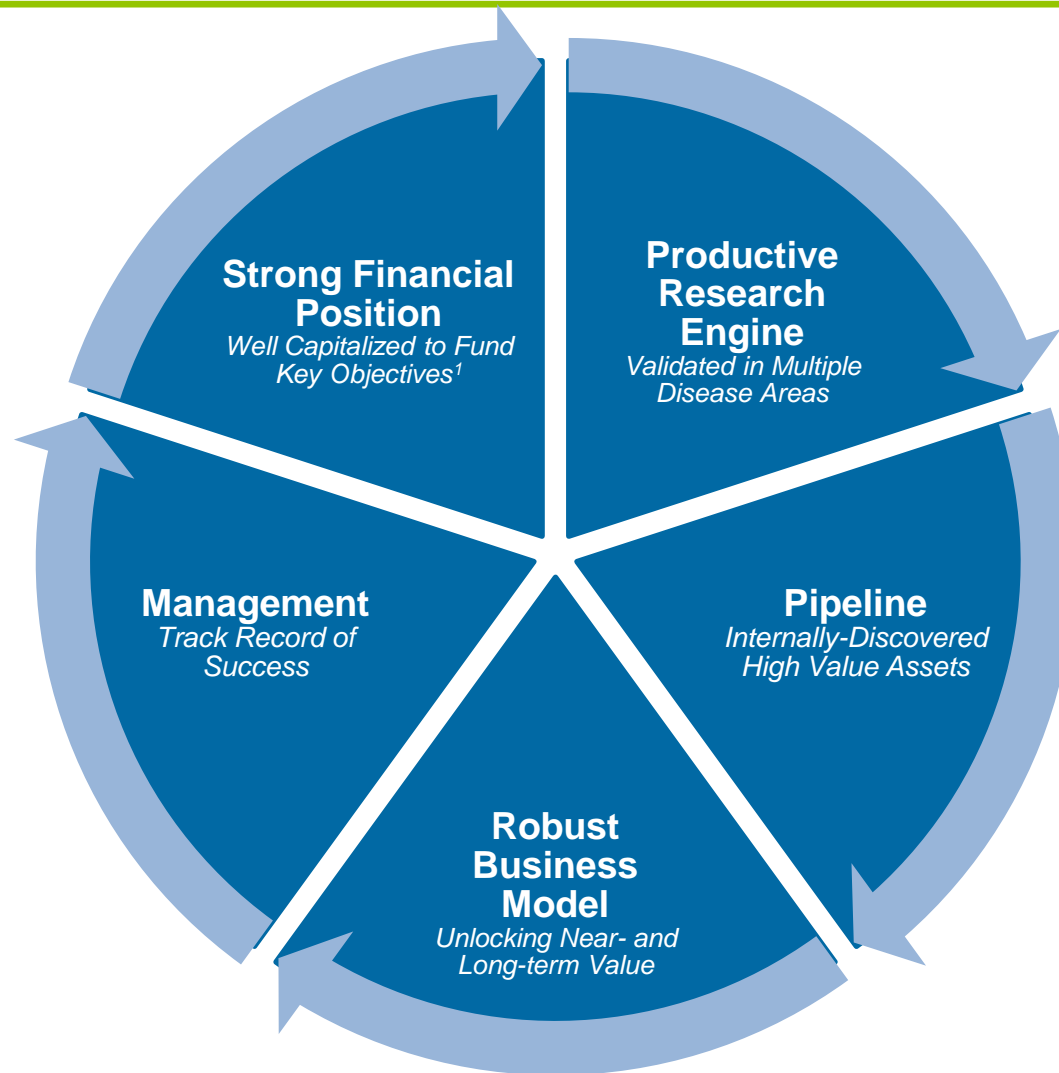 Strong Financial
Position
Well Capitalized to Fund
Key Objectives¹
Productive
Research
Engine
Validated in Multiple
Disease Areas
Management
Track Record of
Success
Pipeline
Internally-Discovered
High Value Assets
Robust
Business
Model
Unlocking Near- and
Long-term Value